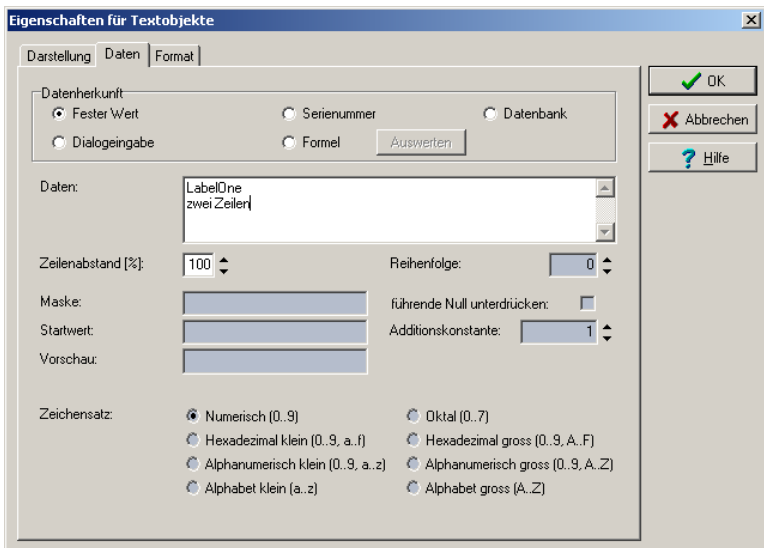 Eigenschaften für Textobjekte
Darstellung Daten Format
Datenherkunft
Fester Wert Serienummer Datenbank
Dialogeingabe Formel Auswerten
OK
Abbrechen
Hilfe
Daten: LabelOne
zwei Zeilen
Zeilenabstand [%]: 100 Reihenfolge: 0
Maske: führende Null unterdrücken:
Startwert: Additionskonstante: 1
Vorschau:
Zeichensatz: Numerisch (0..9) Oktal (0..7)
Hexadezimal klein (0..9, a..f) Hexadezimal gross (0..9, A..F)
Alphanumerisch klein (0..9, a..z) Alphanumerisch gross (0..9, A..Z)
Alphabet klein (a..z) Alphabet gross (A..Z)